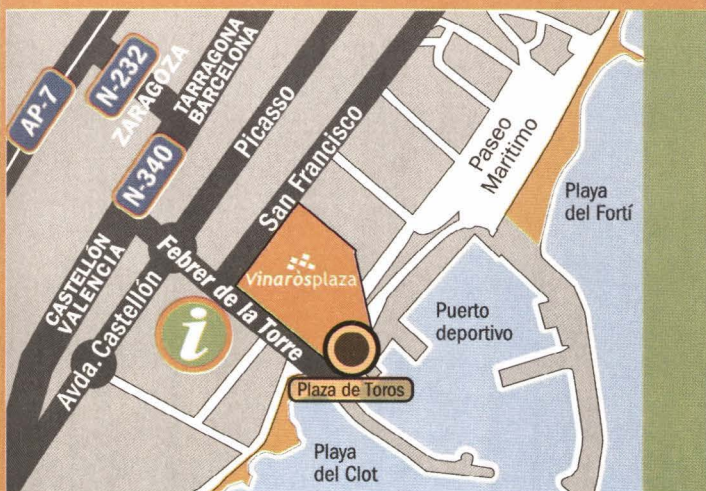 AP-7
N-232
ZARAGOZA
TARRAGONA
BARCELONA
N-340
Picasso
San Francisco
Paseo
Marítimo
Playa
del Fortí
CASTELLÓN
VALENCIA
Febrer de la Torre
Vinaròsplaza
Avda. Castellón
i
Puerto
deportivo
Plaza de Toros
Playa
del Clot